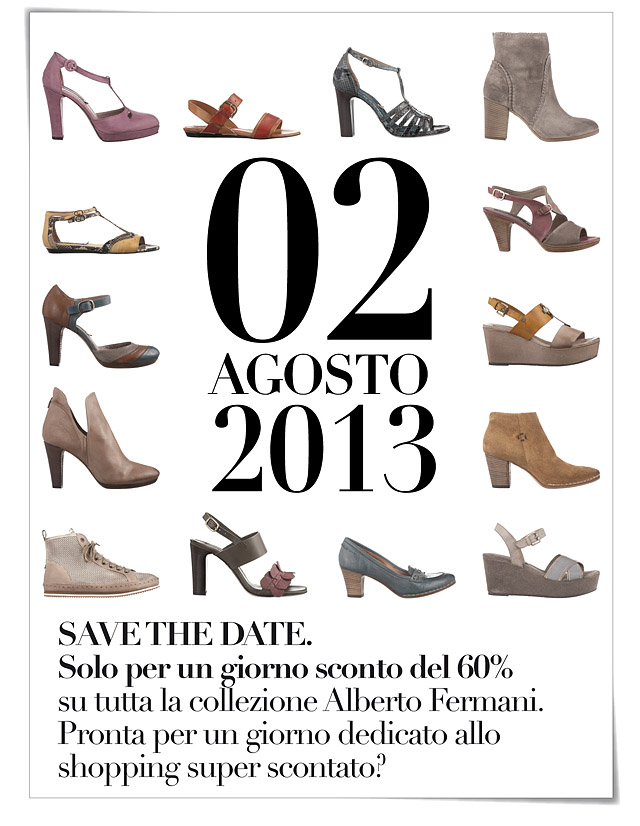 02
AGOSTO
2013
SAVE THE DATE.
Solo per un giorno sconto del 60%
su tutta la collezione Alberto Fermani.
Pronta per un giorno dedicato allo
shopping super scontato?